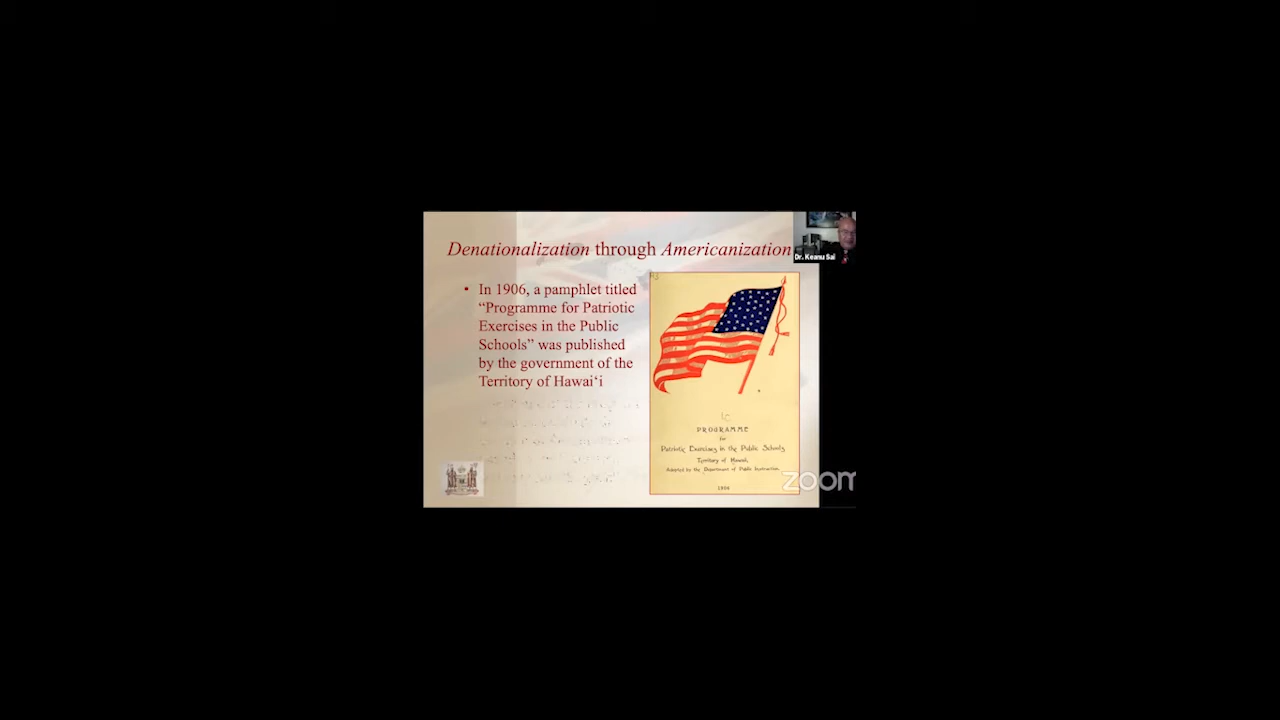 Denationalization through Americanization
Dr. Keanu Sai
• In 1906, a pamphlet titled
“Programme for Patriotic
Exercises in the Public
Schools” was published
by the government of the
Territory of Hawai‘i
PROGRAMME
for
Patriotic Exercises in the Public Schools
Territory of Hawaii,
Adopted by the Department of Public Instruction.
1906
zoom